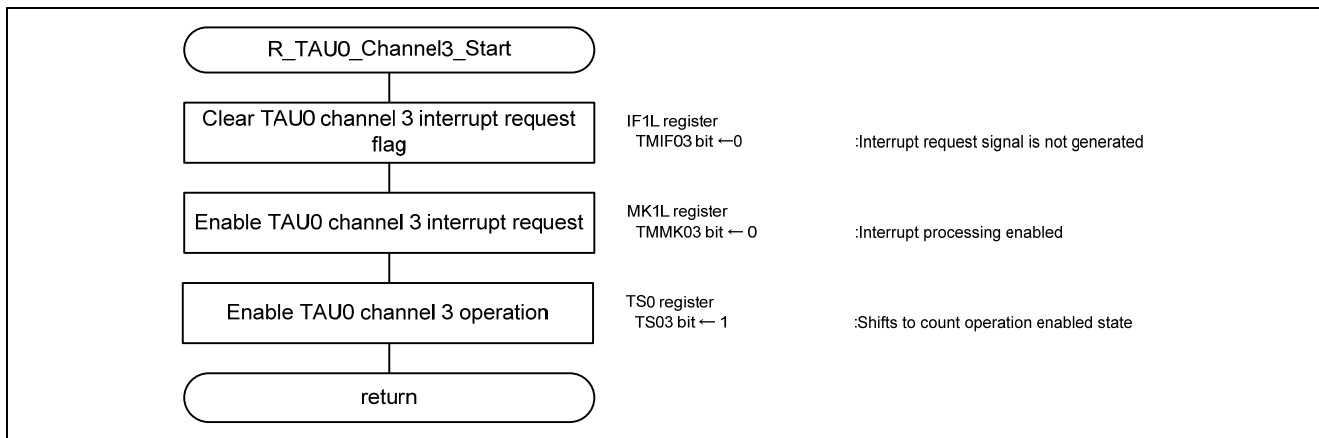 R_TAU0_Channel3_Start
Clear TAU0 channel 3 interrupt request
flag
IF1L register
TMIF03 bit ←0 :Interrupt request signal is not generated
Enable TAU0 channel 3 interrupt request
MK1L register
TMMK03 bit ← 0 :Interrupt processing enabled
Enable TAU0 channel 3 operation
TS0 register
TS03 bit ← 1 :Shifts to count operation enabled state
return